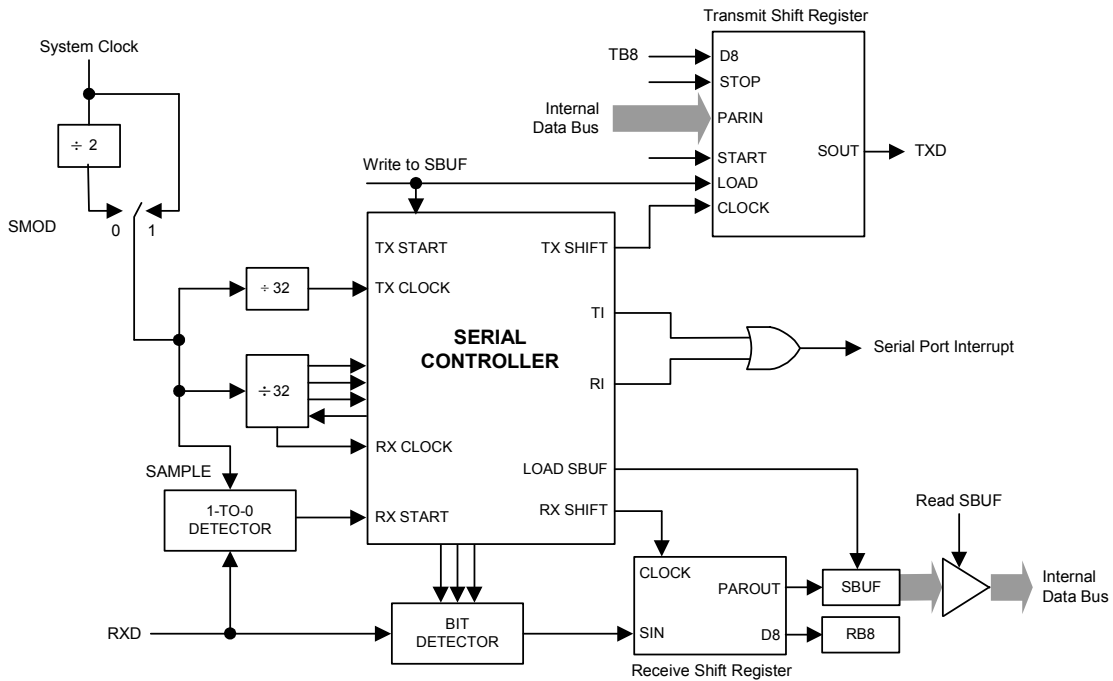 Transmit Shift Register
System Clock
TB8
D8
STOP
Internal
Data Bus
PARIN
÷ 2
START
SOUT
TXD
Write to SBUF
LOAD
CLOCK
SMOD
0
1
TX START
TX SHIFT
÷ 32
TX CLOCK
TI
SERIAL
CONTROLLER
Serial Port Interrupt
÷ 32
RI
RX CLOCK
LOAD SBUF
SAMPLE
1-TO-0
DETECTOR
RX START
RX SHIFT
Read SBUF
CLOCK
PAROUT
SBUF
Internal
Data Bus
RXD
BIT
DETECTOR
SIN
D8
RB8
Receive Shift Register